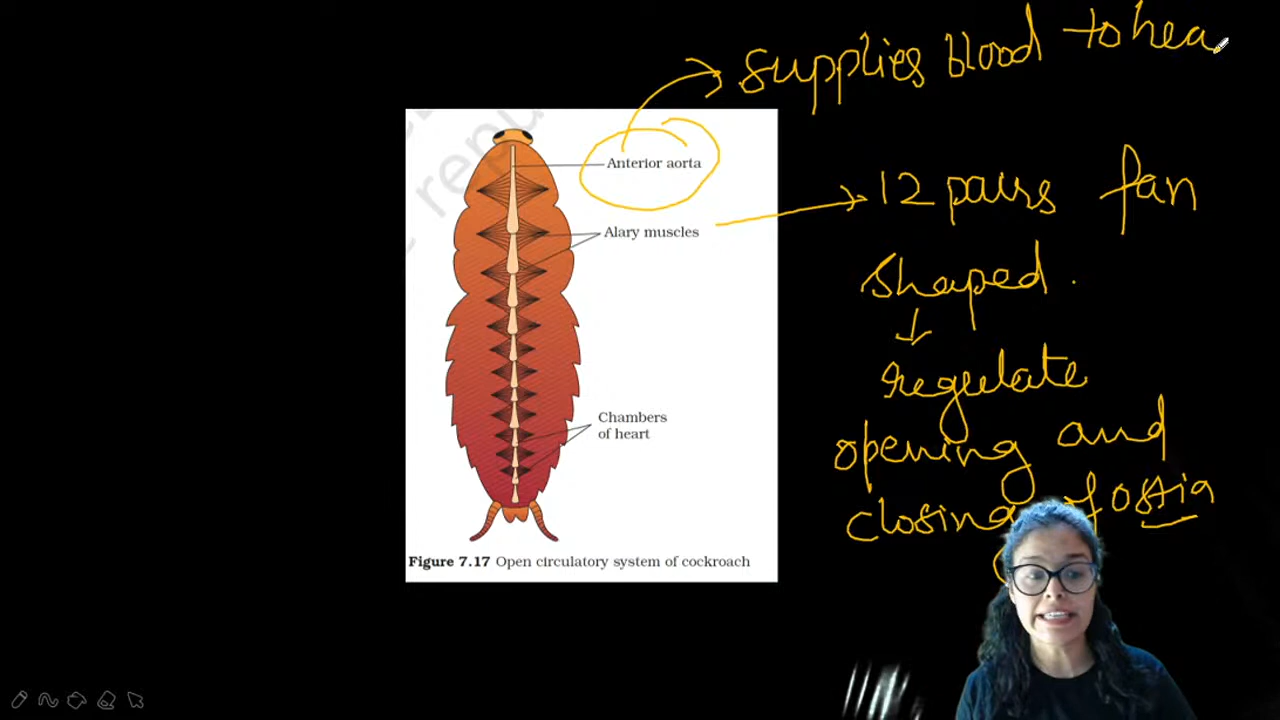 supplies blood to hea
repu
Anterior aorta
12 pairs fan
Alary muscles
shaped.
regulate
opening and
Chambers
of heart
closing of ostia
Figure 7.17 Open circulatory system of cockroach